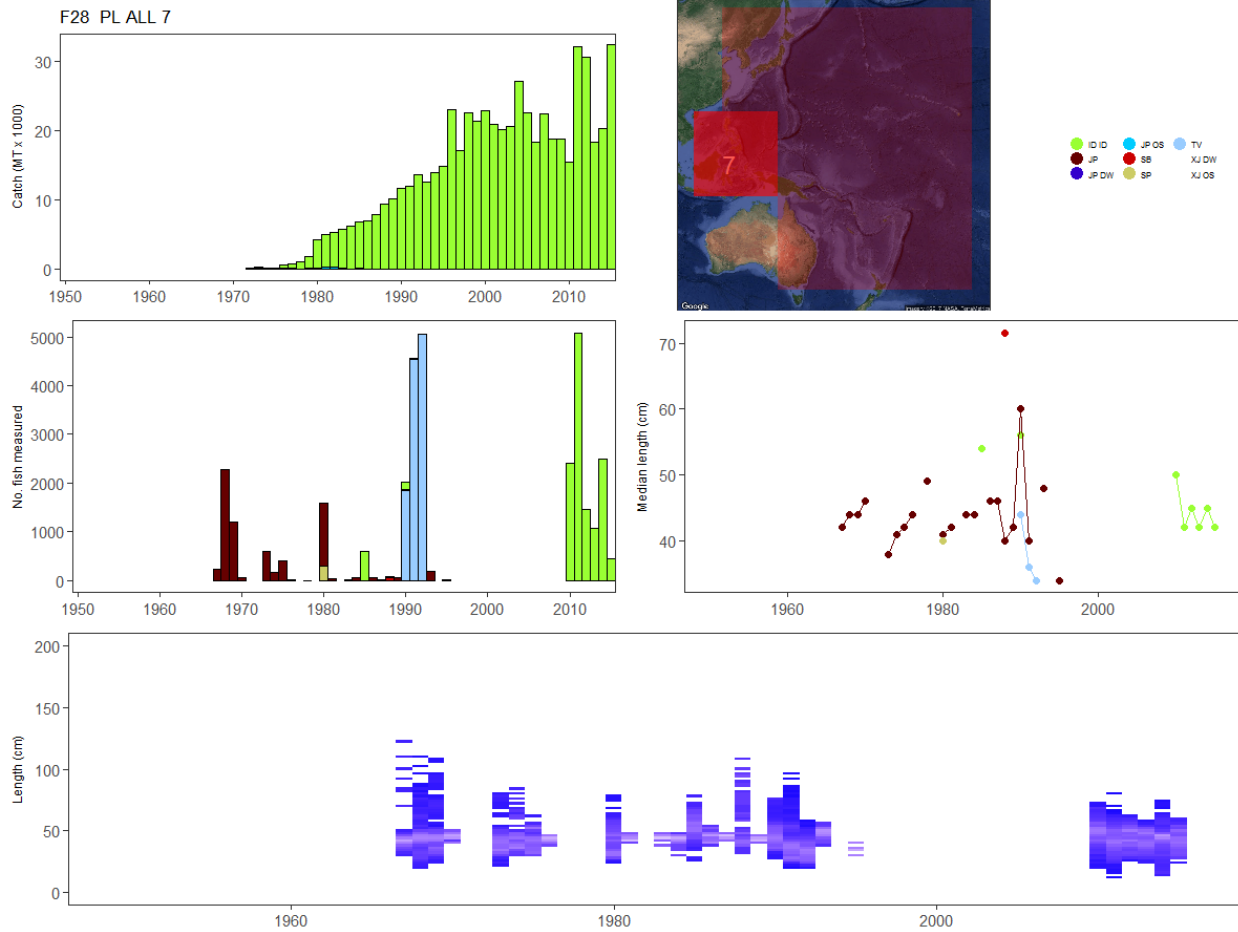 F28 PL ALL 7
Catch (MT x 1000)
30
20
10
0
1950 1960 1970 1980 1990 2000 2010
7
Google
ID ID JP OS TV
JP SB XJ DW
JP DW SP XJ OS
No. fish measured
5000
4000
3000
2000
1000
0
1950 1960 1970 1980 1990 2000 2010
Median length (cm)
70
60
50
40
1960 1980 2000
Length (cm)
200
150
100
50
0
1960 1980 2000